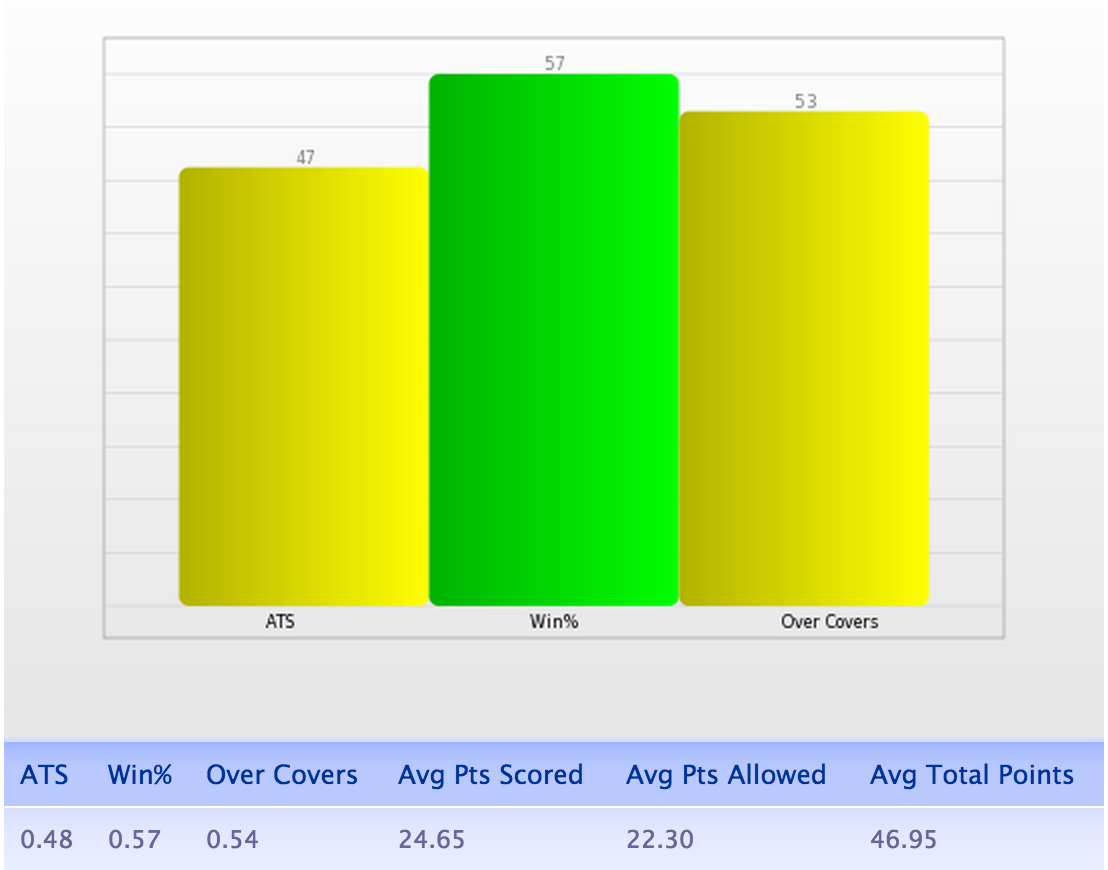 57
53
47
ATS Win% Over Covers
ATS Win% Over Covers Avg Pts Scored Avg Pts Allowed Avg Total Points
0.48 0.57 0.54 24.65 22.30 46.95